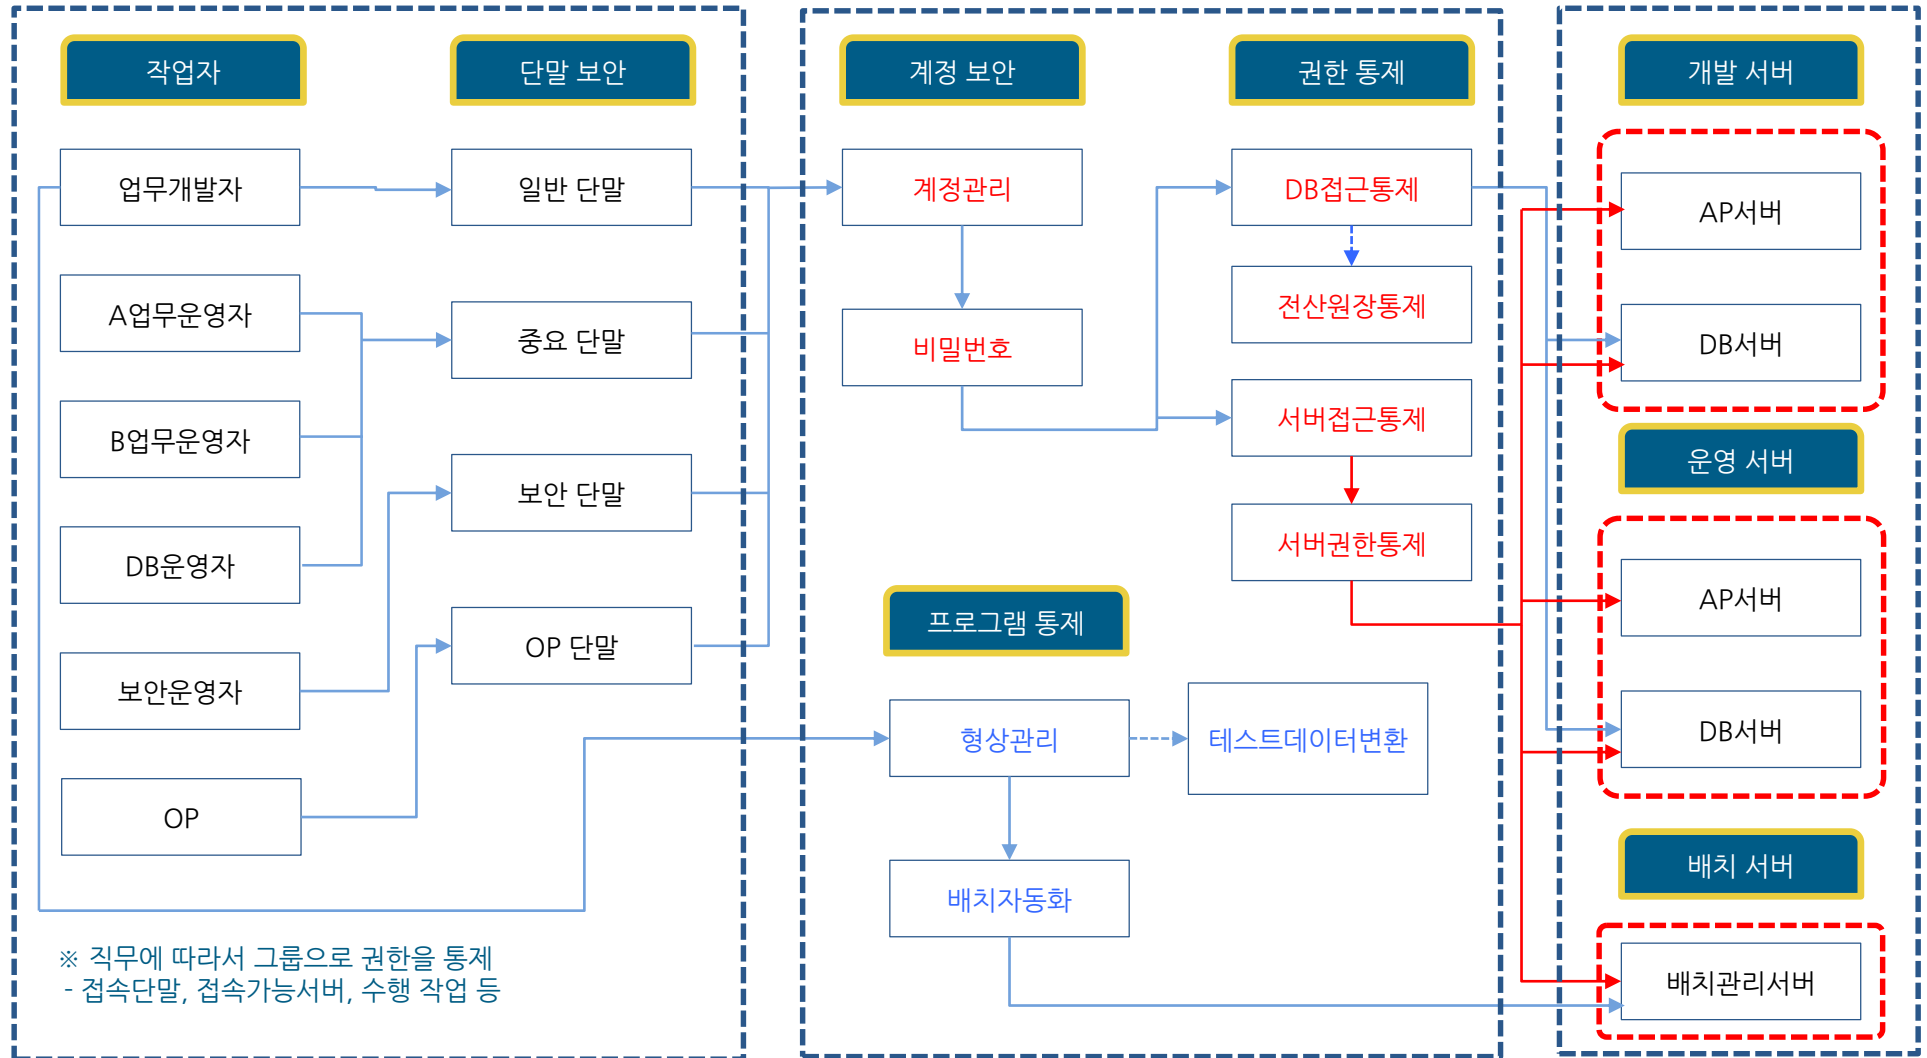 작업자
단말 보안
계정 보안
권한 통제
개발 서버
업무개발자
일반 단말
계정관리
DB접근통제
AP서버
A업무운영자
중요 단말
비밀번호
전산원장통제
DB서버
B업무운영자
보안 단말
서버접근통제
운영 서버
DB운영자
서버권한통제
AP서버
OP 단말
프로그램 통제
보안운영자
형상관리
테스트데이터변환
DB서버
OP
배치자동화
배치 서버
배치관리서버
※ 직무에 따라서 그룹으로 권한을 통제
- 접속단말, 접속가능서버, 수행 작업 등